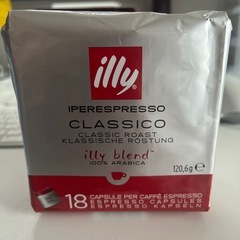 illy
IPERESPRESSO
CLASSICO
CLASSIC ROAST
KLASSISCHE RÖSTUNG
illy blend™
100% ARABICA
120,6g ℮
18 CAPSULE PER CAFFÈ ESPRESSO
ESPRESSO CAPSULES
ESPRESSO KAPSELN